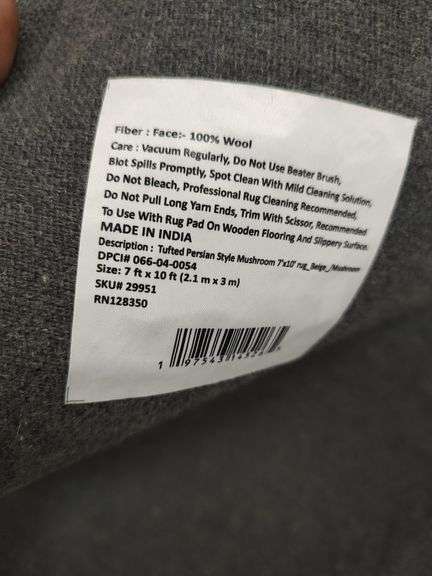 Fiber : Face:- 100% Wool
Care : Vacuum Regularly, Do Not Use Beater Brush,
Blot Spills Promptly, Spot Clean With Mild Cleaning Solution,
Do Not Bleach, Professional Rug Cleaning Recommended,
Do Not Pull Long Yarn Ends, Trim With Scissor, Recommended
To Use With Rug Pad On Wooden Flooring And Slippery Surface.
MADE IN INDIA
Description : Tufted Persian Style Mushroom 7'x10' rug_Beige_/Mushroom
DPCI# 066-04-0054
Size: 7 ft x 10 ft (2.1 m x 3 m)
SKU# 29951
RN128350